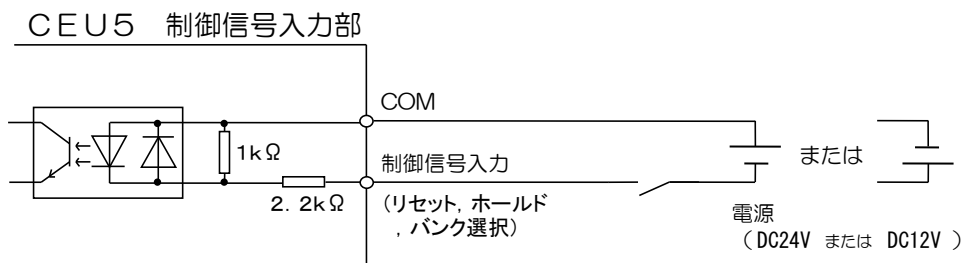 CEU5 制御信号入力部
COM
1kΩ
制御信号入力
または
2.2kΩ
(リセット, ホールド
, バンク選択)
電源
(DC24V または DC12V )